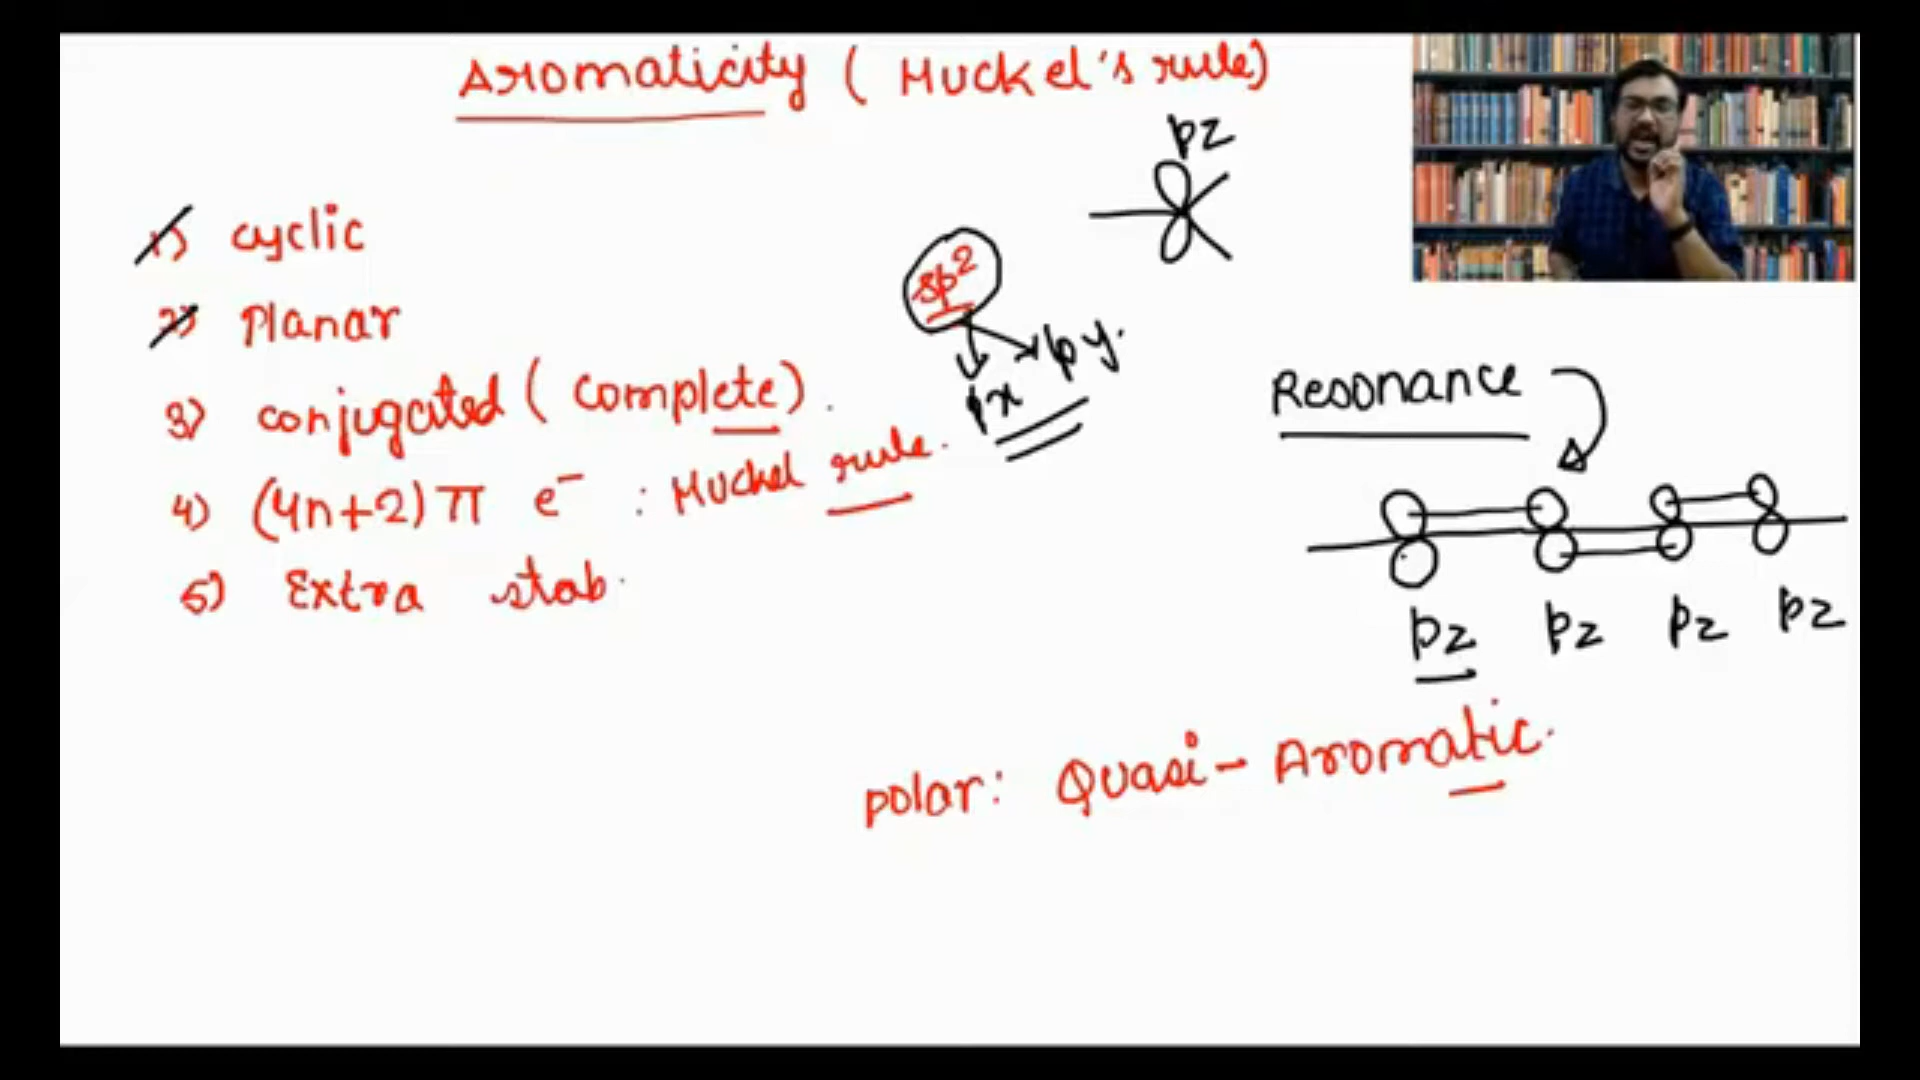 Aromaticity ( Huckel's rule)
pz
1) cyclic
sp2
2) Planar
py.
px
3) conjugated ( complete) .
Resonance
4) (4n+2) π e- : Huckel rule.
5) Extra stab.
pz pz pz pz
polar: Quasi - Aromatic.